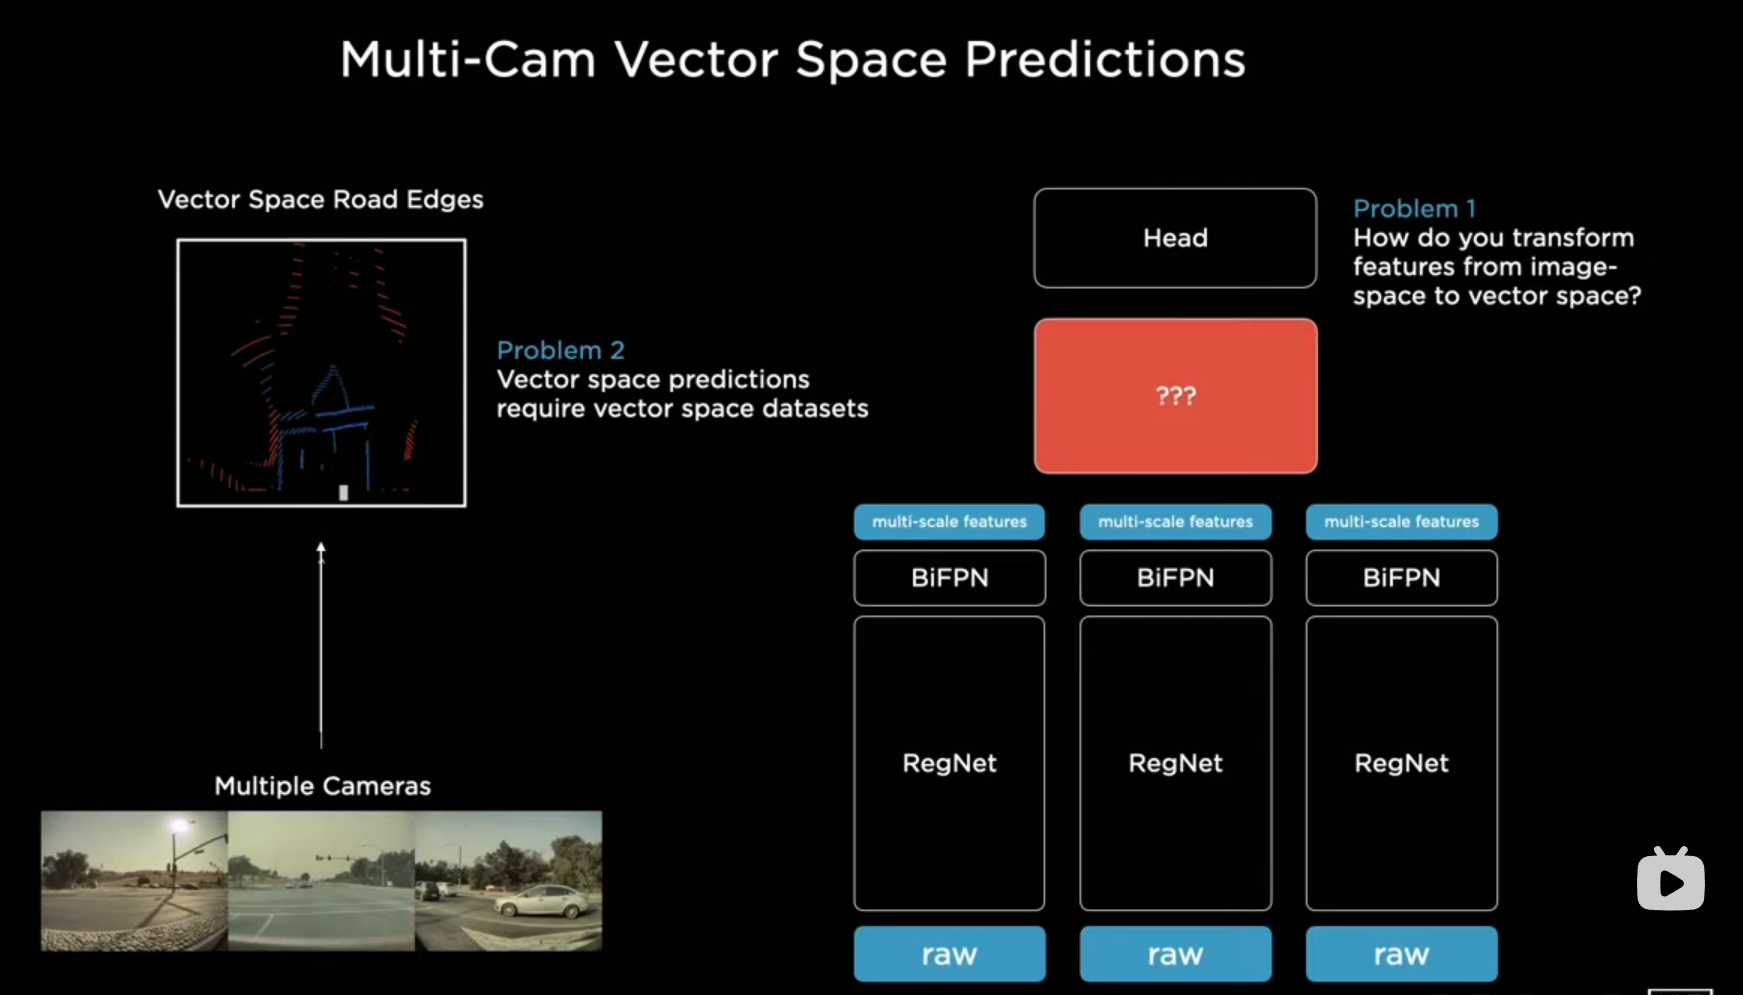 Multi-Cam Vector Space Predictions
Vector Space Road Edges
Problem 2
Vector space predictions
require vector space datasets
Multiple Cameras
Head
Problem 1
How do you transform
features from image-
space to vector space?
???
multi-scale features
multi-scale features
multi-scale features
BiFPN
BiFPN
BiFPN
RegNet
RegNet
RegNet
raw
raw
raw